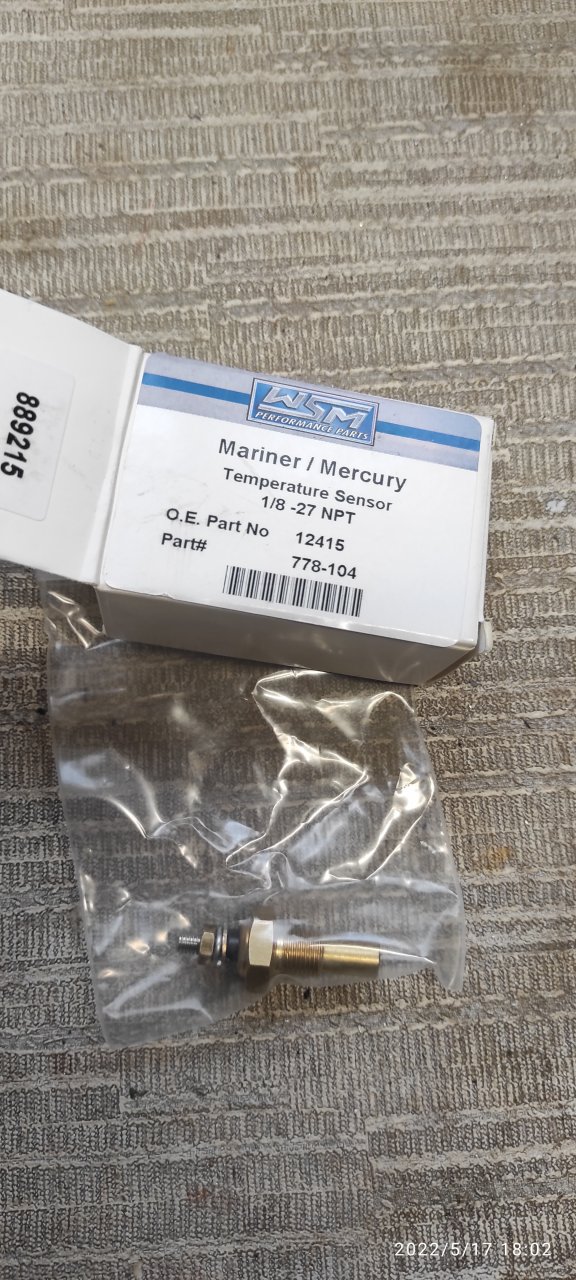 889215
WSM
PERFORMANCE PARTS
Mariner / Mercury
Temperature Sensor
1/8 -27 NPT
O.E. Part No 12415
Part# 778-104
2022/5/17 18:02